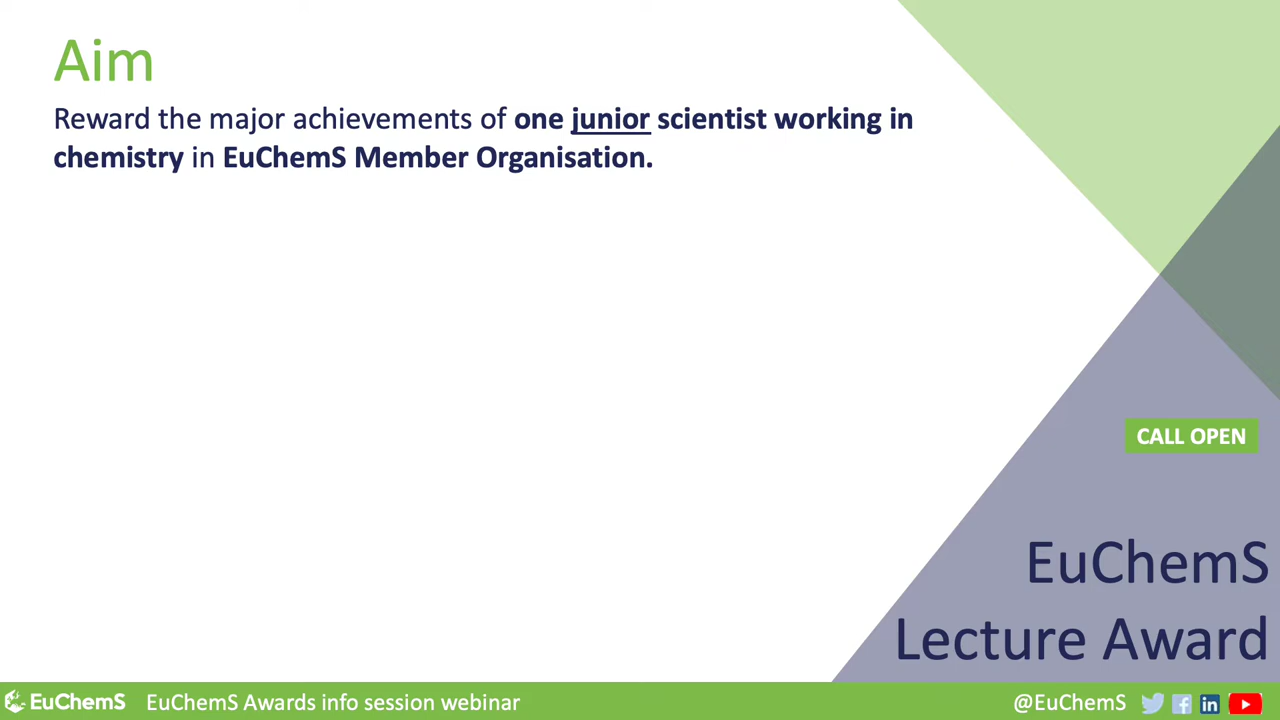 Aim
Reward the major achievements of one junior scientist working in
chemistry in EuChemS Member Organisation.
CALL OPEN
EuChemS
Lecture Award
EuChemS EuChemS Awards info session webinar @EuChemS